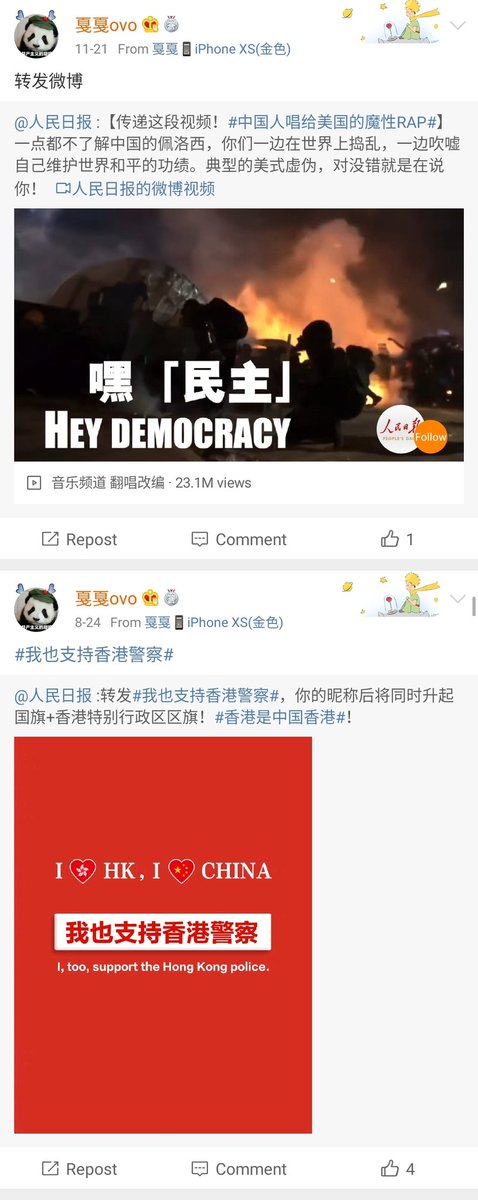 戛戛ovo
11-21 From 戛戛📱iPhone XS(金色)
转发微博
@人民日报 :【传递这段视频！#中国人唱给美国的魔性RAP#】
一点都不了解中国的佩洛西，你们一边在世界上捣乱，一边吹嘘
自己维护世界和平的功绩。典型的美式虚伪，对没错就是在说
你！ 人民日报的微博视频
嘿「民主」
HEY DEMOCRACY
人民日报
PEOPLE'S DAILY
Follow
音乐频道 翻唱改编 · 23.1M views
Repost
Comment
1
戛戛ovo
8-24 From 戛戛📱iPhone XS(金色)
#我也支持香港警察#
@人民日报 :转发#我也支持香港警察#，你的昵称后将同时升起
国旗+香港特别行政区区旗！#香港是中国香港#！
I HK, I CHINA
我也支持香港警察
I, too, support the Hong Kong police.
Repost
Comment
4